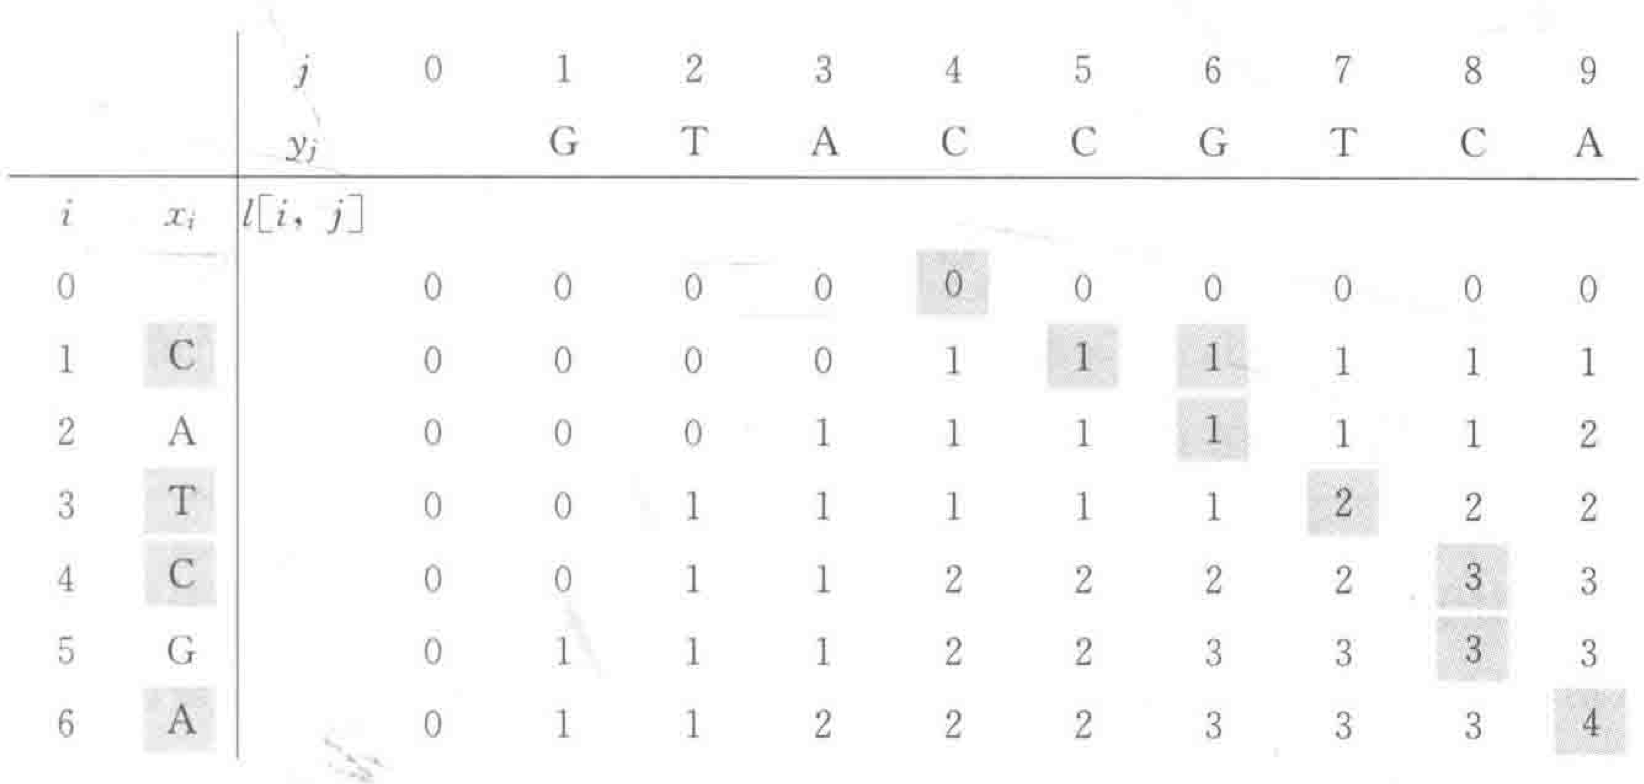 j 0 1 2 3 4 5 6 7 8 9
yj G T A C C G T C A
i xi l[i, j]
0 0 0 0 0 0 0 0 0 0 0
1 C 0 0 0 0 1 1 1 1 1 1
2 A 0 0 0 1 1 1 1 1 1 2
3 T 0 0 1 1 1 1 1 2 2 2
4 C 0 0 1 1 2 2 2 2 3 3
5 G 0 1 1 1 2 2 3 3 3 3
6 A 0 1 1 2 2 2 3 3 3 4